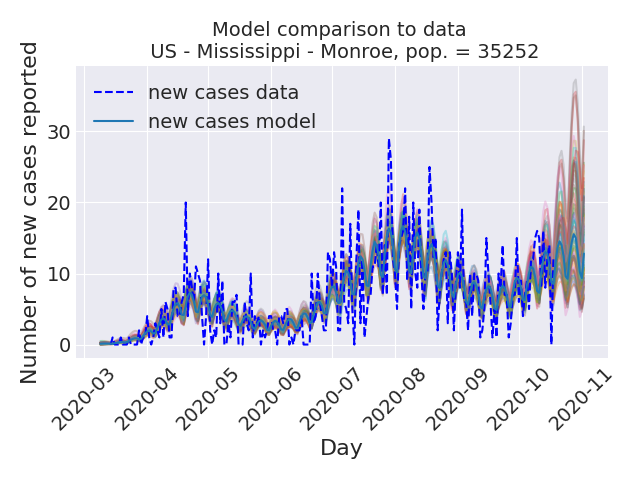 Model comparison to data
US - Mississippi - Monroe, pop. = 35252
new cases data
new cases model
Number of new cases reported
30
20
10
0
2020-03
2020-04
2020-05
2020-06
2020-07
2020-08
2020-09
2020-10
2020-11
Day